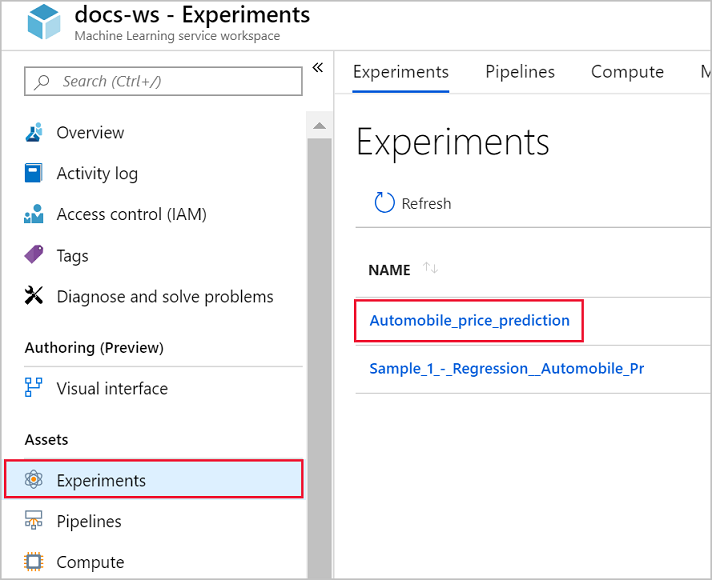 docs-ws - Experiments
Machine Learning service workspace
Search (Ctrl+/)
«
Overview
Activity log
Access control (IAM)
Tags
Diagnose and solve problems
Authoring (Preview)
Visual interface
Assets
Experiments
Pipelines
Compute
Experiments Pipelines Compute M
Experiments
Refresh
NAME
Automobile_price_prediction
Sample_1_-_Regression__Automobile_Pr